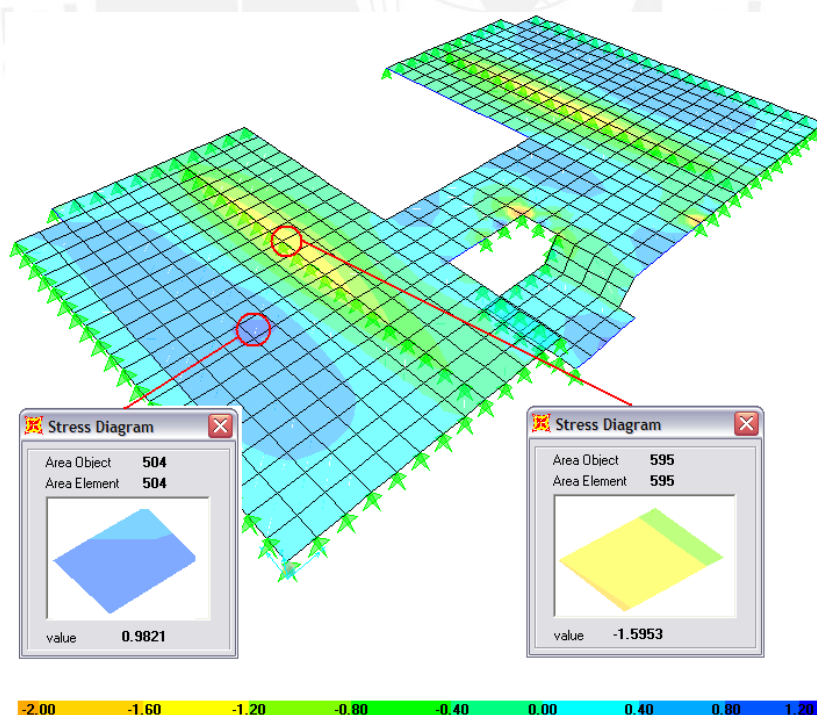 Stress Diagram
Area Object 504
Area Element 504
value 0.9821
Stress Diagram
Area Object 595
Area Element 595
value -1.5953
-2.00 -1.60 -1.20 -0.80 -0.40 0.00 0.40 0.80 1.20